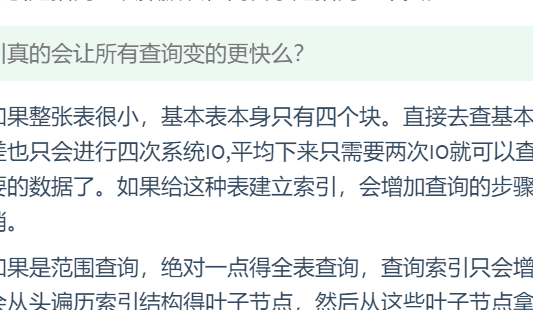 真的会让所有查询变的更快么？
如果整张表很小，基本表本身只有四个块。直接去查基本
差也只会进行四次系统IO,平均下来只需要两次IO就可以查
要的数据了。如果给这种表建立索引，会增加查询的步骤
销。
如果是范围查询，绝对一点得全表查询，查询索引只会增
会从头遍历索引结构得叶子节点，然后从这些叶子节点拿